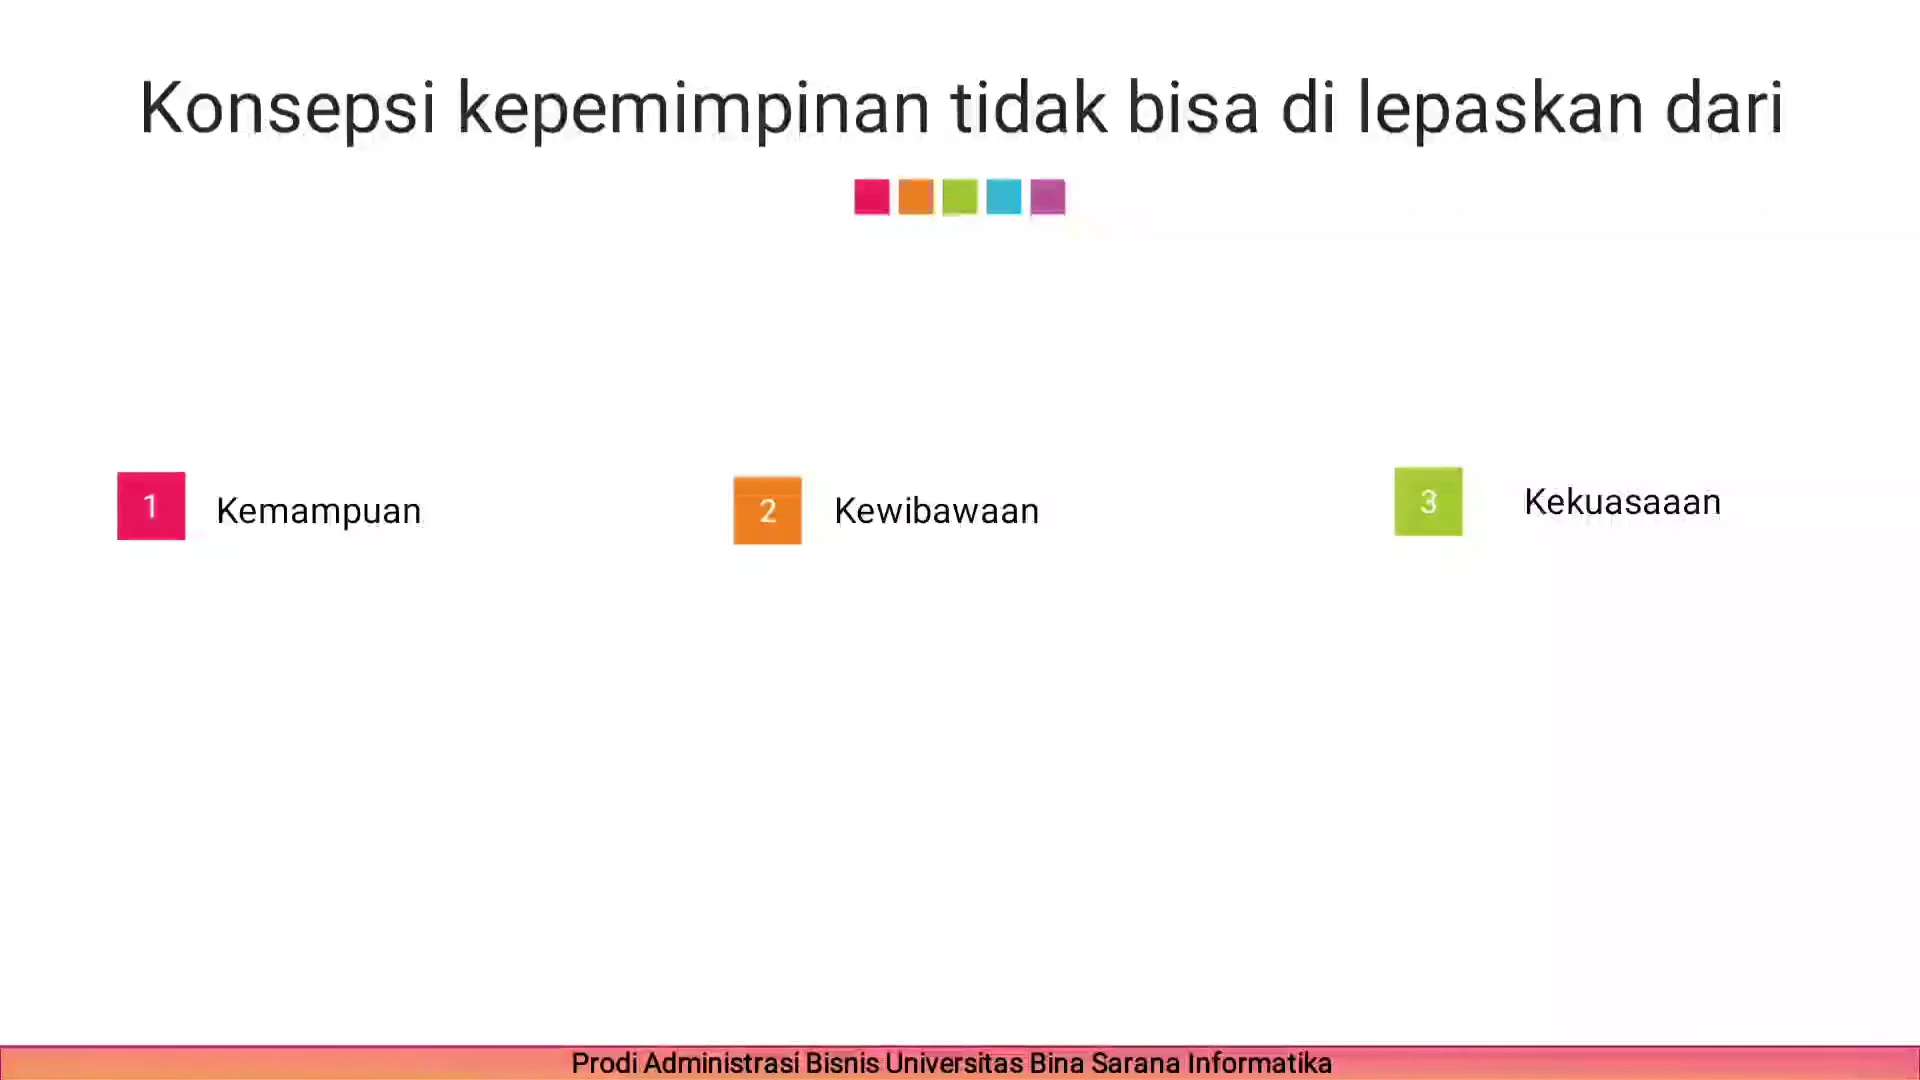 Konsepsi kepemimpinan tidak bisa di lepaskan dari
1 Kemampuan
2 Kewibawaan
3 Kekuasaaan
Prodi Administrasi Bisnis Universitas Bina Sarana Informatika